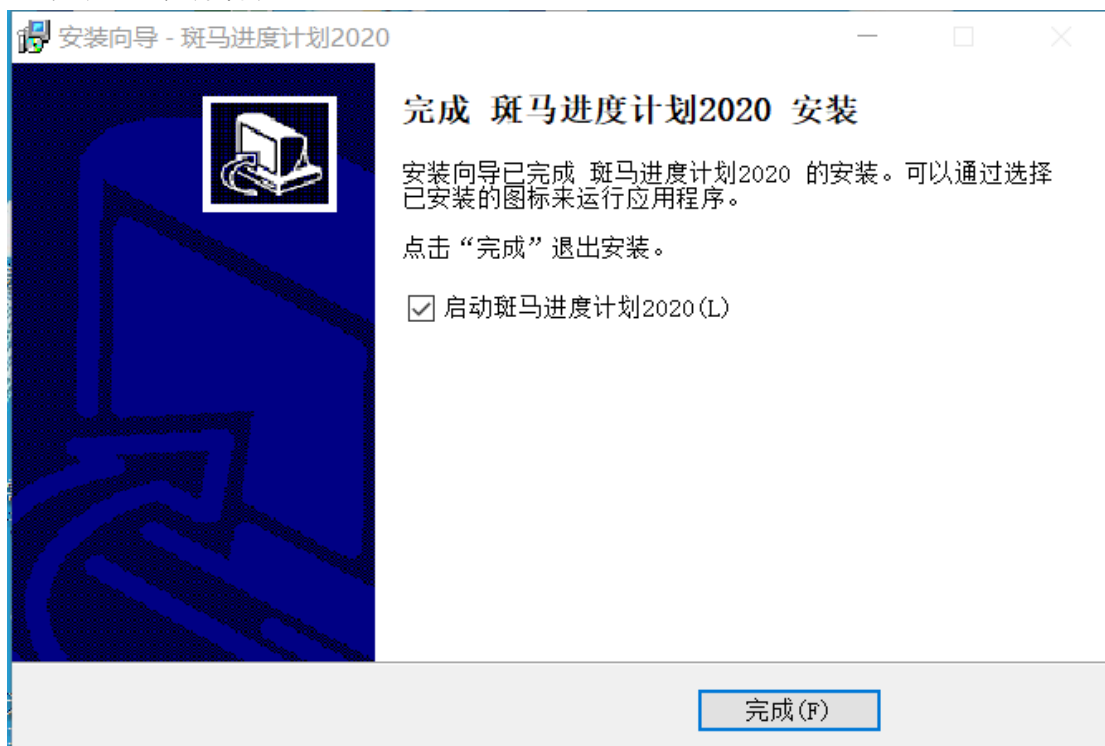 安装向导 - 斑马进度计划2020
完成 斑马进度计划2020 安装
安装向导已完成 斑马进度计划2020 的安装。可以通过选择
已安装的图标来运行应用程序。
点击“完成”退出安装。
启动斑马进度计划2020(L)
完成(F)